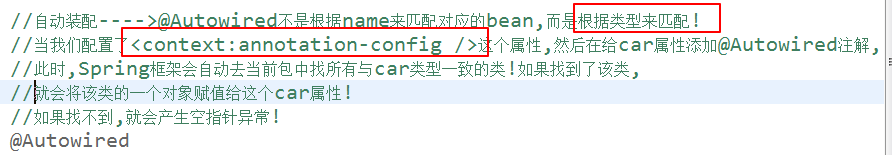 //自动装配---->@Autowired不是根据name来匹配对应的bean,而是根据类型来匹配!
//当我们配置了<context:annotation-config />这个属性,然后在给car属性添加@Autowired注解,
//此时,Spring框架会自动去当前包中找所有与car类型一致的类!如果找到了该类,
//就会将该类的一个对象赋值给这个car属性!
//如果找不到,就会产生空指针异常!
@Autowired